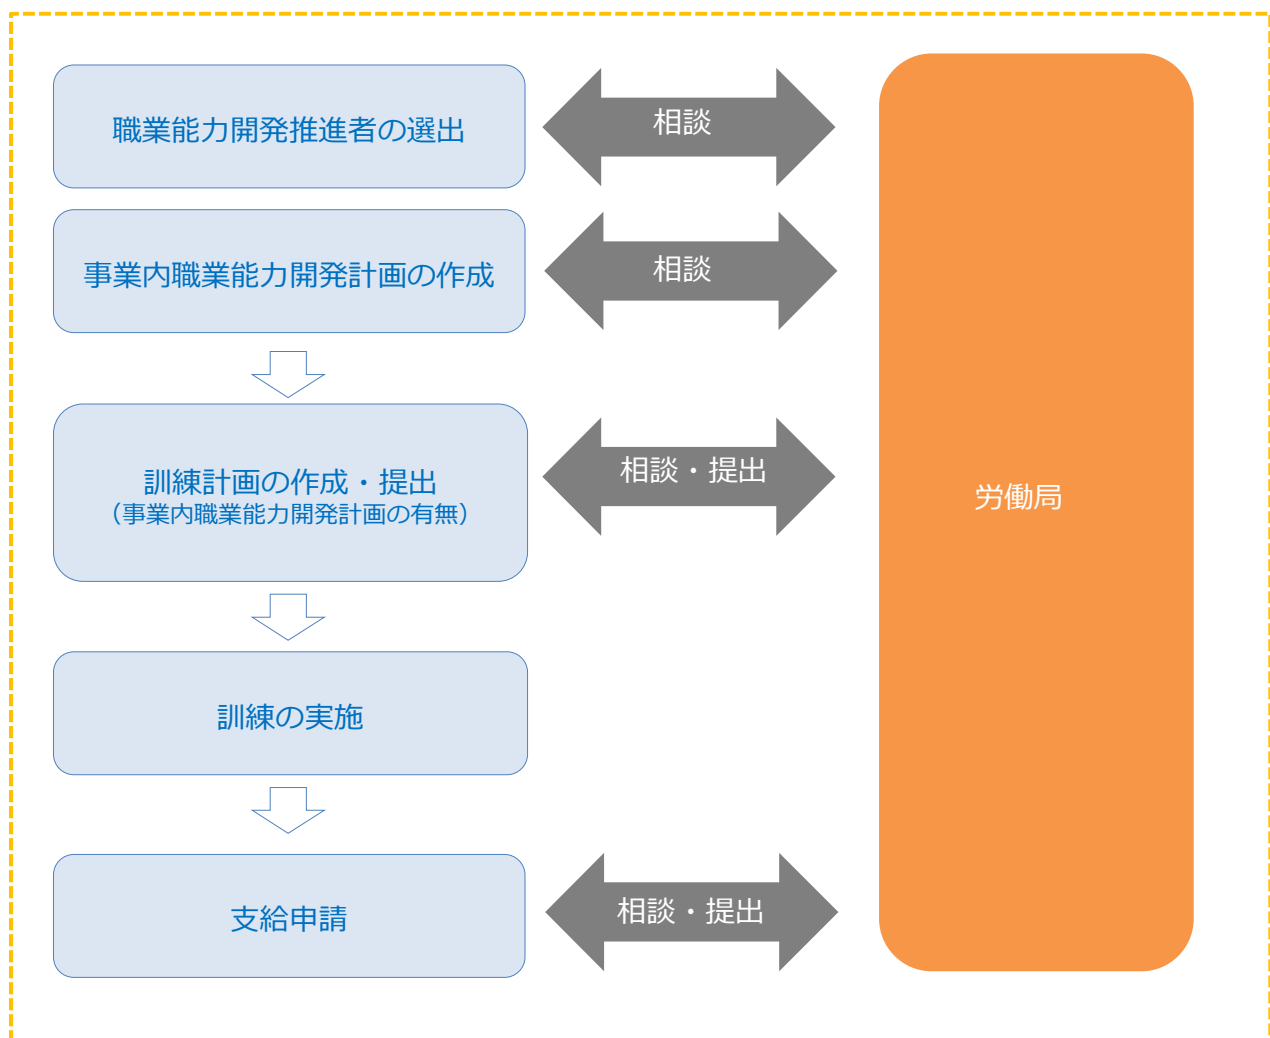 職業能力開発推進者の選出
相談
事業内職業能力開発計画の作成
相談
訓練計画の作成・提出
（事業内職業能力開発計画の有無）
相談・提出
労働局
訓練の実施
支給申請
相談・提出